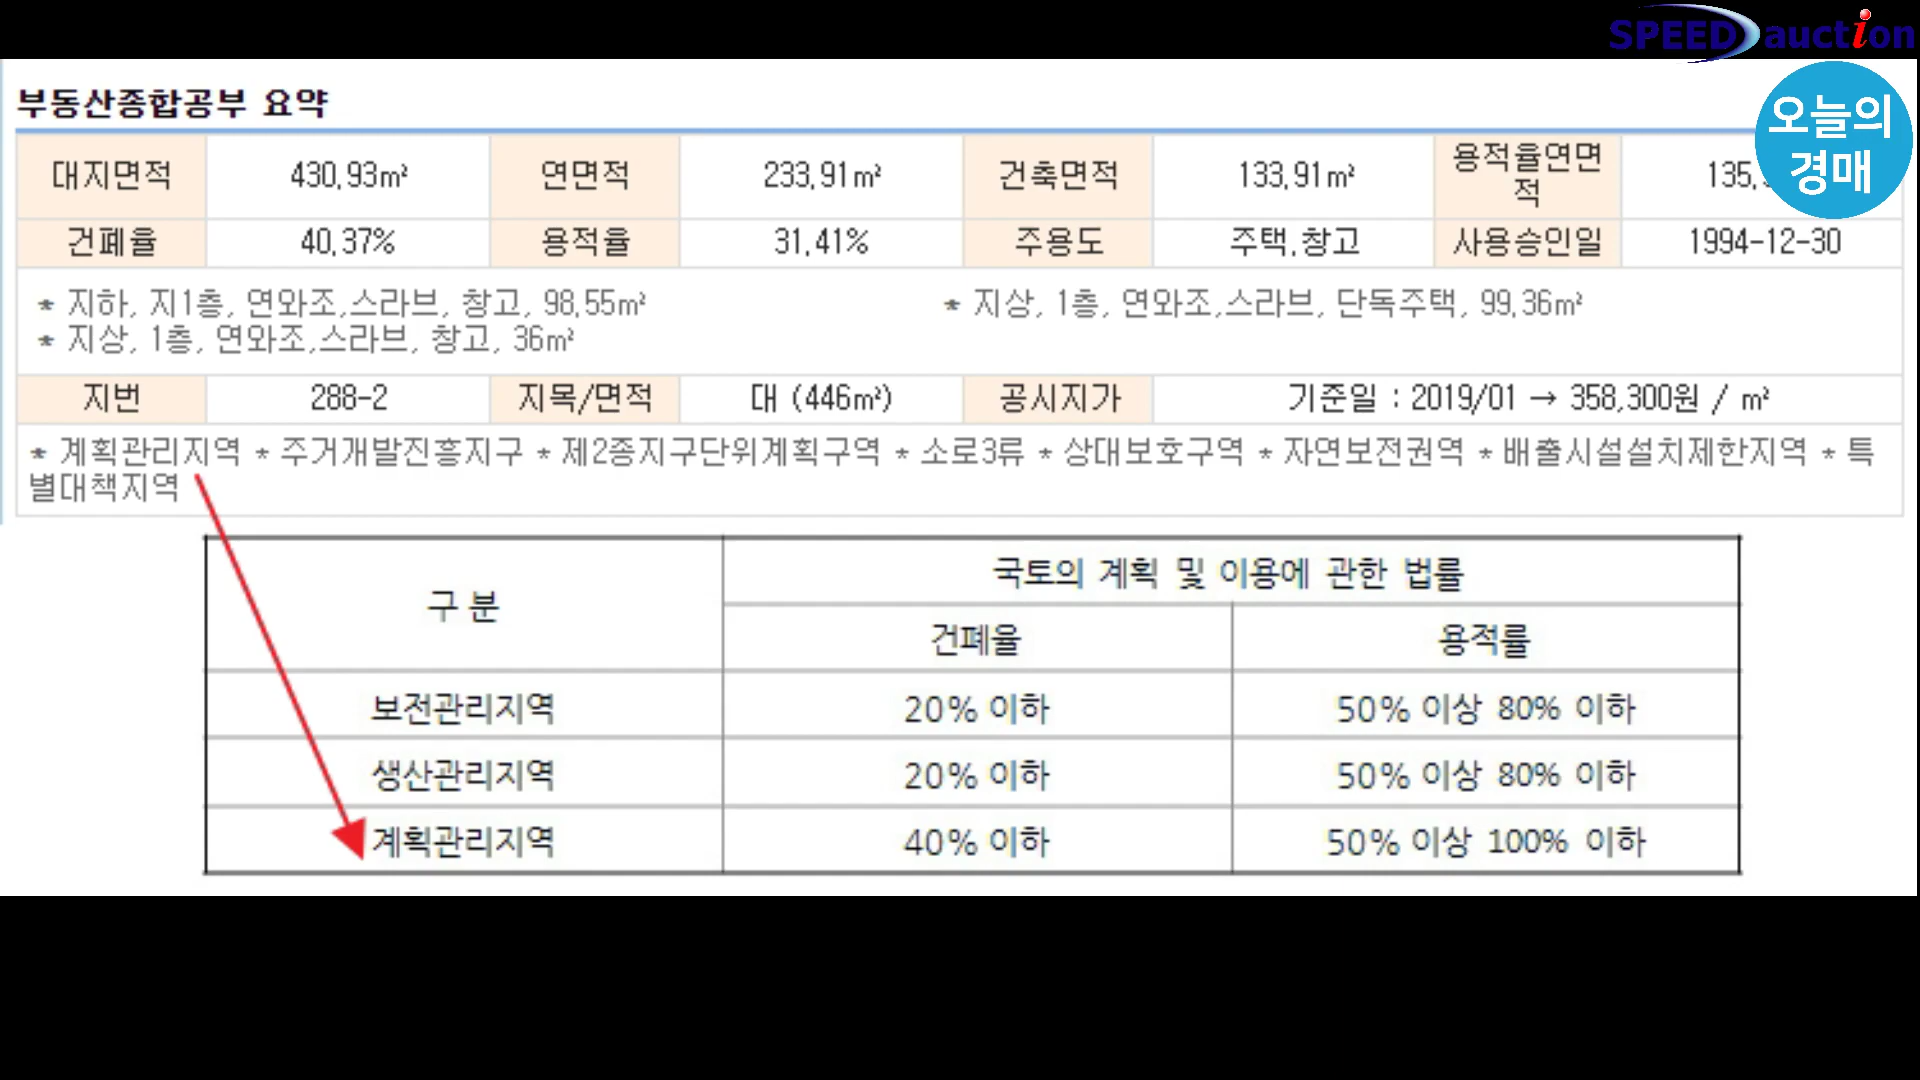 SPEED auction
오늘의
경매
부동산종합공부 요약
대지면적 430,93㎡ 연면적 233,91㎡ 건축면적 133,91㎡ 용적율연면적 135,
건폐율 40,37% 용적율 31,41% 주용도 주택,창고 사용승인일 1994-12-30
* 지하, 지1층, 연와조,스라브, 창고, 98,55㎡ * 지상, 1층, 연와조,스라브, 단독주택, 99,36㎡
* 지상, 1층, 연와조,스라브, 창고, 36㎡
지번 288-2 지목/면적 대 (446㎡) 공시지가 기준일 : 2019/01 → 358,300원 / ㎡
* 계획관리지역 * 주거개발진흥지구 * 제2종지구단위계획구역 * 소로3류 * 상대보호구역 * 자연보전권역 * 배출시설설치제한지역 * 특
별대책지역
구 분 국토의 계획 및 이용에 관한 법률
건폐율 용적률
보전관리지역 20% 이하 50% 이상 80% 이하
생산관리지역 20% 이하 50% 이상 80% 이하
계획관리지역 40% 이하 50% 이상 100% 이하